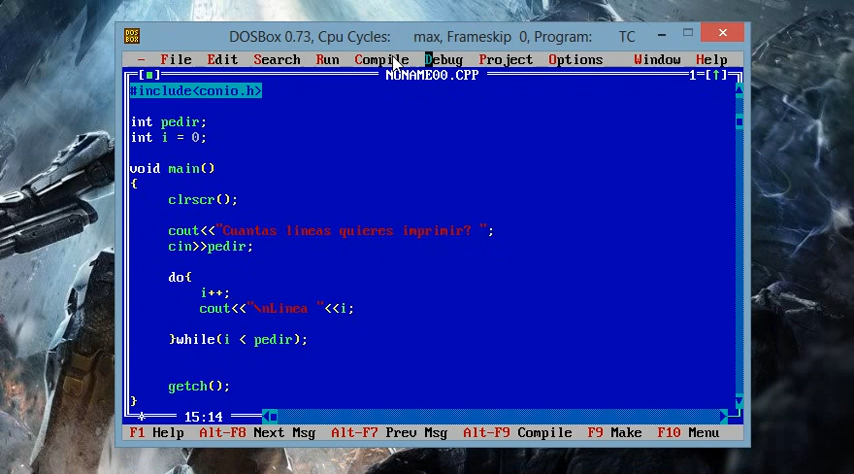 DOS
BOX
DOSBox 0.73, Cpu Cycles: max, Frameskip 0, Program: TC
- File Edit Search Run Compile Debug Project Options Window Help
NONAME00.CPP
1=[↑]
#include<conio.h>
int pedir;
int i = 0;
void main()
{
clrscr();
cout<<"Cuantas lineas quieres imprimir? ";
cin>>pedir;
do{
i++;
cout<<"\nLinea "<<i;
}while(i < pedir);
getch();
}
* 15:14
F1 Help Alt-F8 Next Msg Alt-F7 Prev Msg Alt-F9 Compile F9 Make F10 Menu